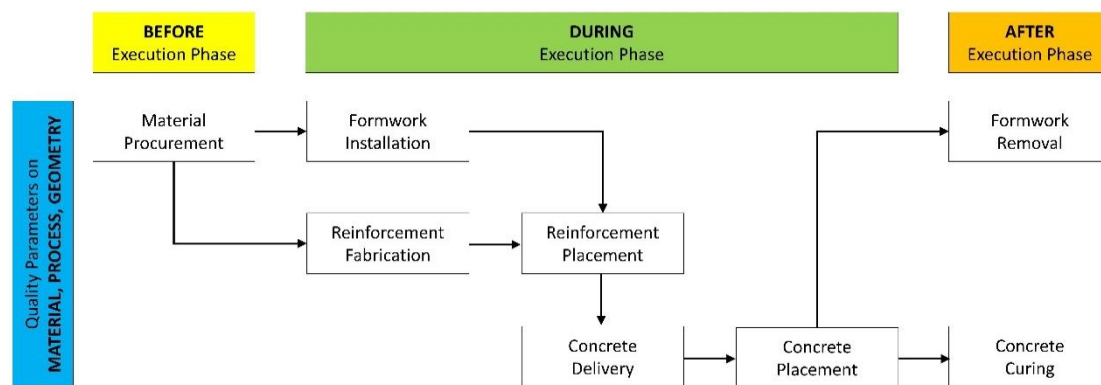 BEFORE
Execution Phase
DURING
Execution Phase
AFTER
Execution Phase
Quality Parameters on
MATERIAL, PROCESS, GEOMETRY
Material
Procurement
Formwork
Installation
Formwork
Removal
Reinforcement
Fabrication
Reinforcement
Placement
Concrete
Delivery
Concrete
Placement
Concrete
Curing